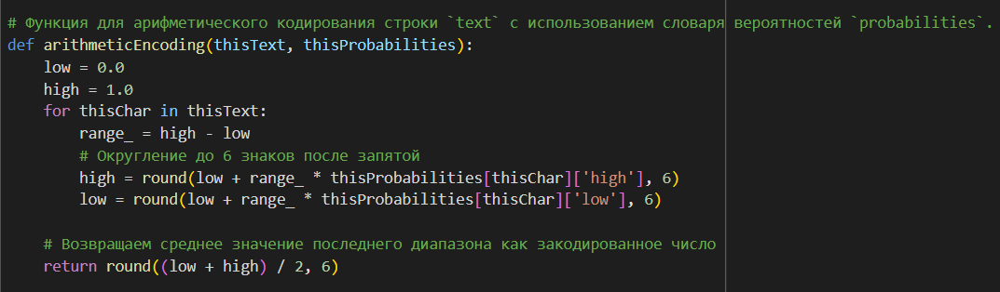 # Функция для арифметического кодирования строки `text` с использованием словаря вероятностей `probabilities`.
def arithmeticEncoding(thisText, thisProbabilities):
    low = 0.0
    high = 1.0
    for thisChar in thisText:
        range_ = high - low
        # Округление до 6 знаков после запятой
        high = round(low + range_ * thisProbabilities[thisChar]['high'], 6)
        low = round(low + range_ * thisProbabilities[thisChar]['low'], 6)

    # Возвращаем среднее значение последнего диапазона как закодированное число
    return round((low + high) / 2, 6)